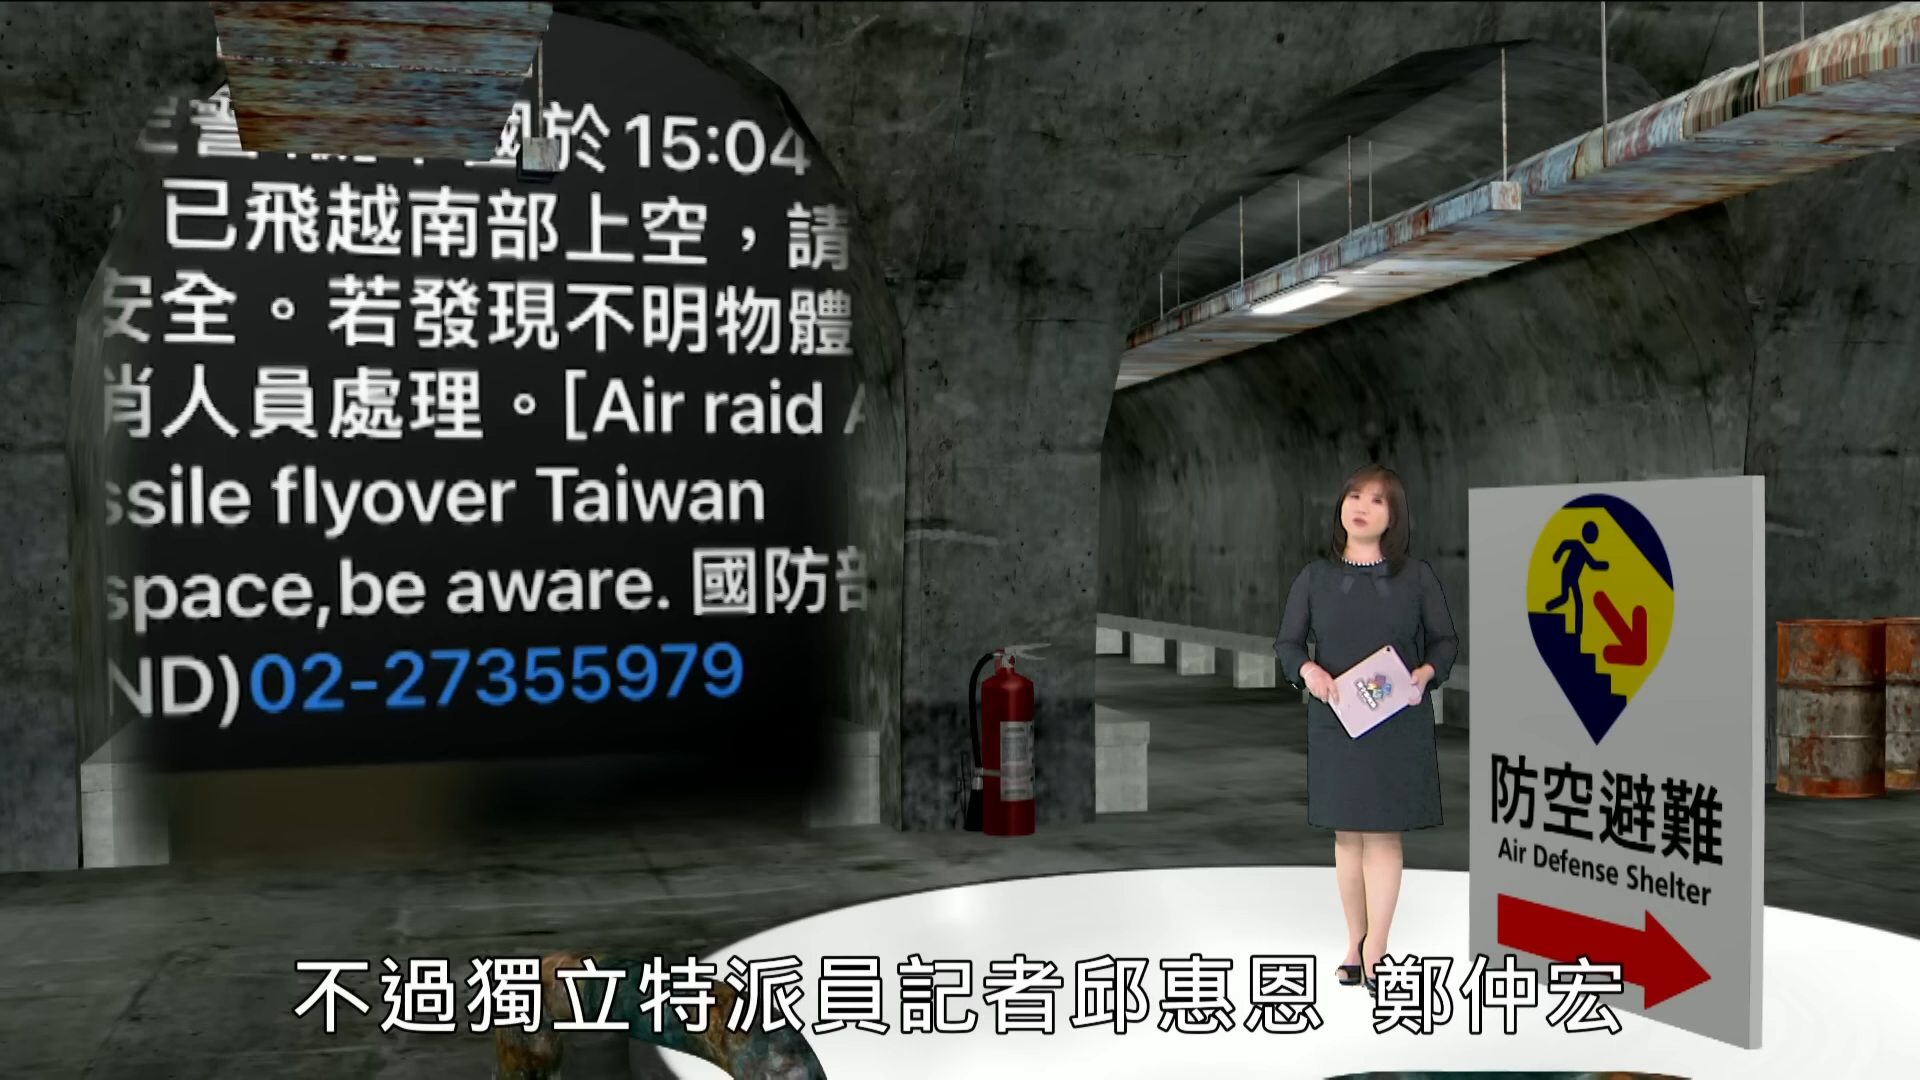 於15:04
已飛越南部上空，請
安全。若發現不明物體
人員處理。[Air raid
ssile flyover Taiwan
space,be aware. 國防部
ND)02-27355979
防空避難
Air Defense Shelter
不過獨立特派員記者邱惠恩 鄭仲宏